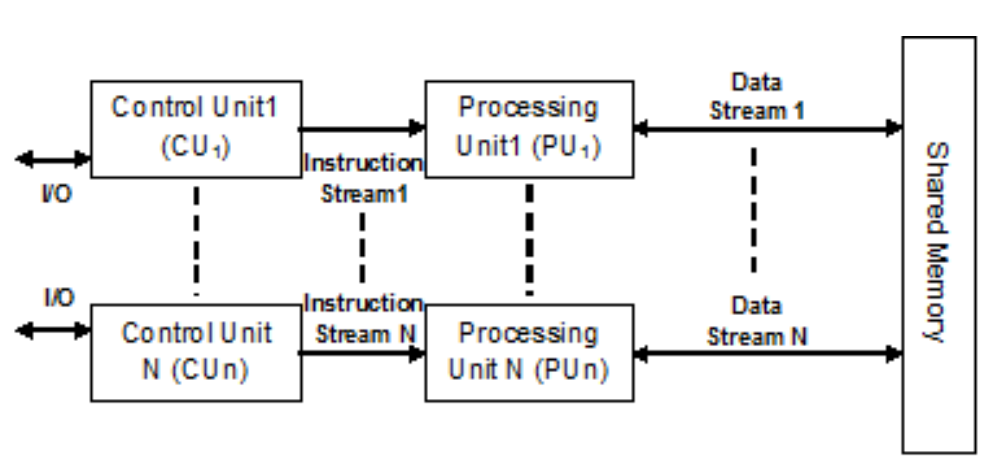 Control Unit1
(CU₁)
Processing
Unit1 (PU₁)
Data
Stream 1
I/O
Instruction
Stream1
Shared Memory
I/O
Control Unit
N (CUn)
Instruction
Stream N
Processing
Unit N (PUn)
Data
Stream N